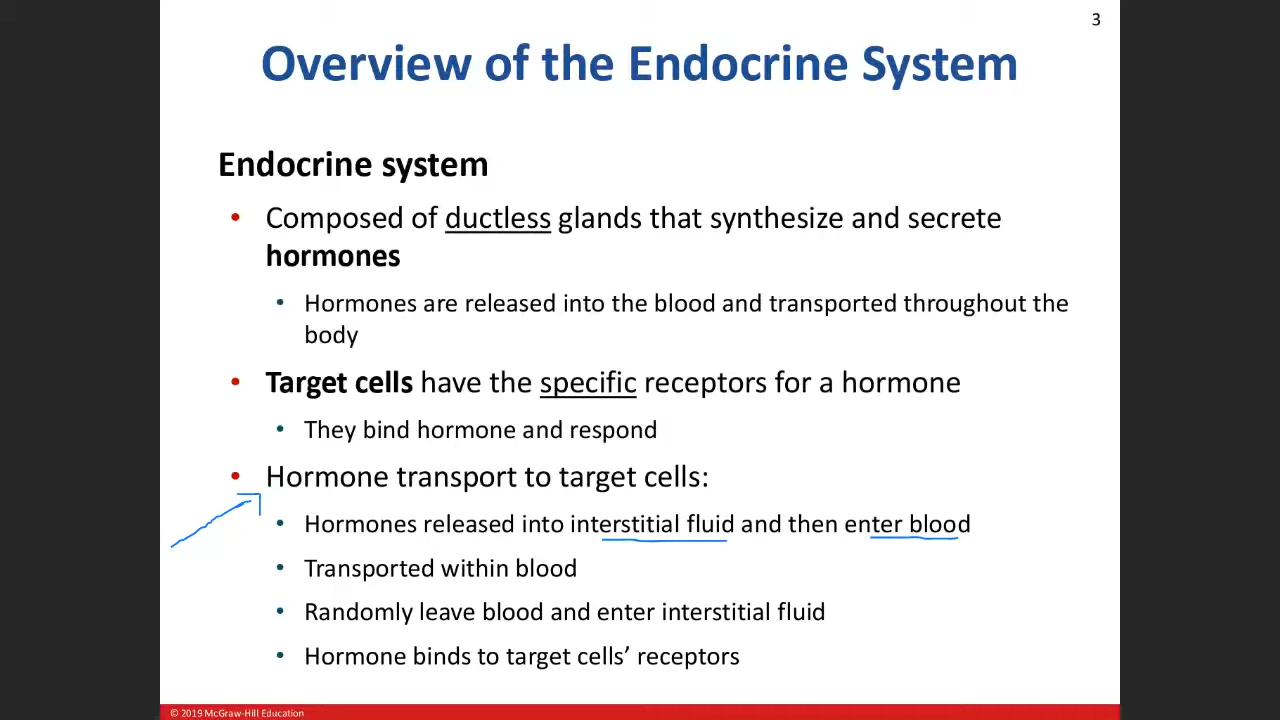 3
Overview of the Endocrine System
Endocrine system
• Composed of ductless glands that synthesize and secrete
hormones
• Hormones are released into the blood and transported throughout the
body
• Target cells have the specific receptors for a hormone
• They bind hormone and respond
• Hormone transport to target cells:
• Hormones released into interstitial fluid and then enter blood
• Transported within blood
• Randomly leave blood and enter interstitial fluid
• Hormone binds to target cells’ receptors
© 2019 McGraw-Hill Education